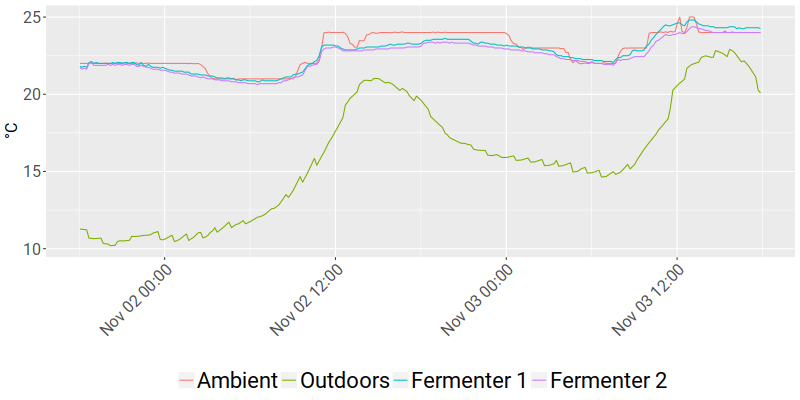 25
20
15
10
°C
Nov 02 00:00
Nov 02 12:00
Nov 03 00:00
Nov 03 12:00
Ambient Outdoors Fermenter 1 Fermenter 2